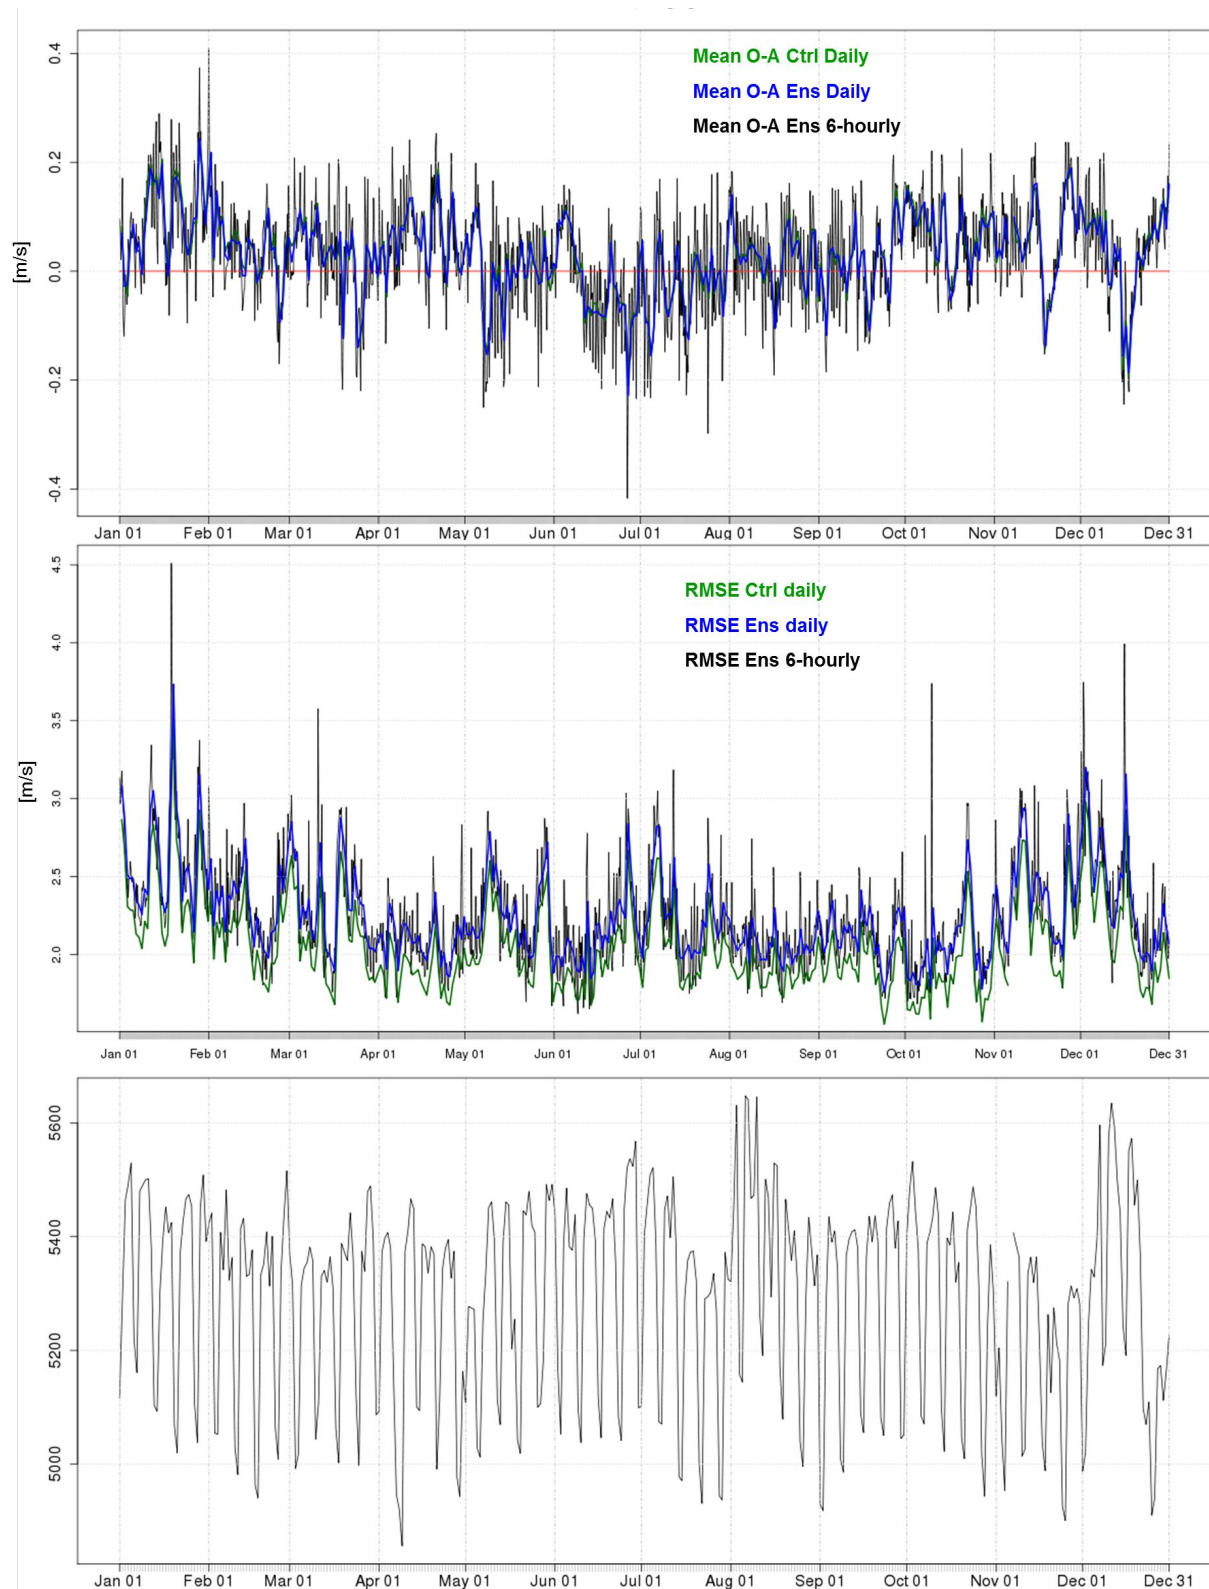 Mean O-A Ctrl Daily
Mean O-A Ens Daily
Mean O-A Ens 6-hourly
[m/s]
0.4
0.2
0.0
-0.2
-0.4
Jan 01 Feb 01 Mar 01 Apr 01 May 01 Jun 01 Jul 01 Aug 01 Sep 01 Oct 01 Nov 01 Dec 01 Dec 31
RMSE Ctrl daily
RMSE Ens daily
RMSE Ens 6-hourly
[m/s]
4.5
4.0
3.5
3.0
2.5
2.0
Jan 01 Feb 01 Mar 01 Apr 01 May 01 Jun 01 Jul 01 Aug 01 Sep 01 Oct 01 Nov 01 Dec 01 Dec 31
5600
5400
5200
5000
Jan 01 Feb 01 Mar 01 Apr 01 May 01 Jun 01 Jul 01 Aug 01 Sep 01 Oct 01 Nov 01 Dec 01 Dec 31